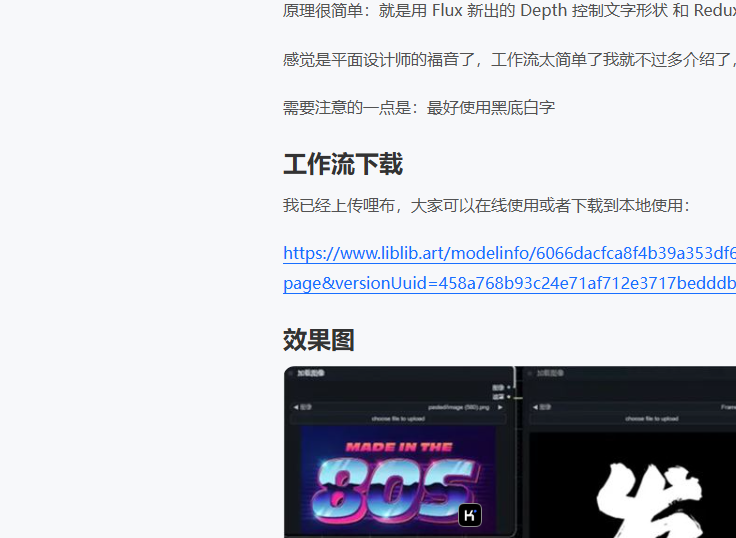 原理很简单：就是用 Flux 新出的 Depth 控制文字形状 和 Redux
感觉是平面设计师的福音了，工作流太简单了我就不过多介绍了，
需要注意的一点是：最好使用黑底白字
工作流下载
我已经上传哩布，大家可以在线使用或者下载到本地使用：
https://www.liblib.art/modelinfo/6066dacfca8f4b39a353df6
page&versionUuid=458a768b93c24e71af712e3717bedddb
效果图
加载图像
加载图像
图像
遮罩
图像
pasted/image (560).png
图像
Frame
choose file to upload
choose file to upload
MADE IN THE
80S
发
K